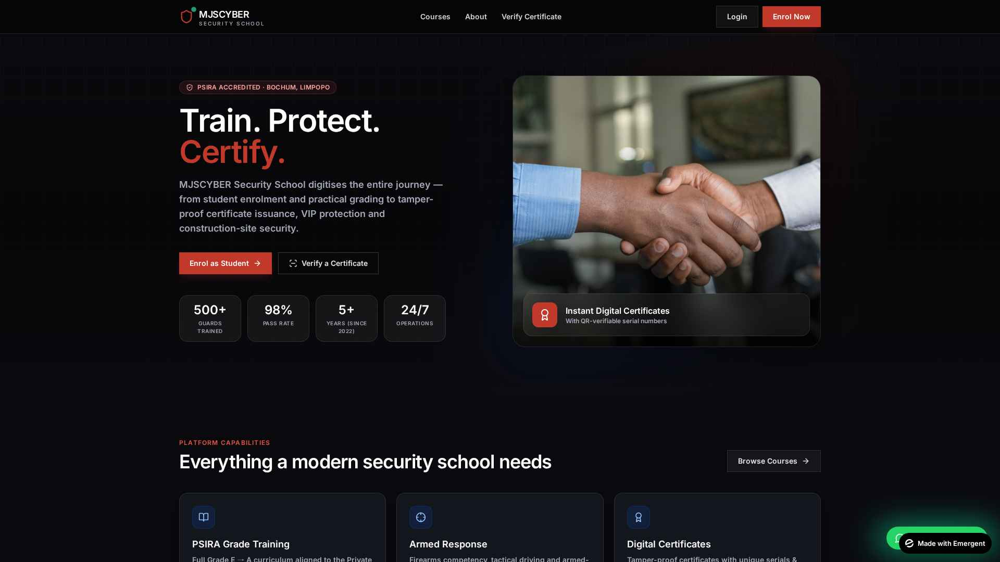 MJSCYBER
SECURITY SCHOOL
Courses
About
Verify Certificate
Login
Enrol Now
PSIRA ACCREDITED · BOCHUM, LIMPOPO
Train. Protect.
Certify.
MJSCYBER Security School digitises the entire journey —
from student enrolment and practical grading to tamper-
proof certificate issuance, VIP protection and
construction-site security.
Enrol as Student
Verify a Certificate
500+
GUARDS
TRAINED
98%
PASS RATE
5+
YEARS (SINCE
2022)
24/7
OPERATIONS
Instant Digital Certificates
With QR-verifiable serial numbers
PLATFORM CAPABILITIES
Everything a modern security school needs
Browse Courses
PSIRA Grade Training
Full Grade E → A curriculum aligned to the Private
Armed Response
Firearms competency, tactical driving and armed-
Digital Certificates
Tamper-proof certificates with unique serials &
Made with Emergent